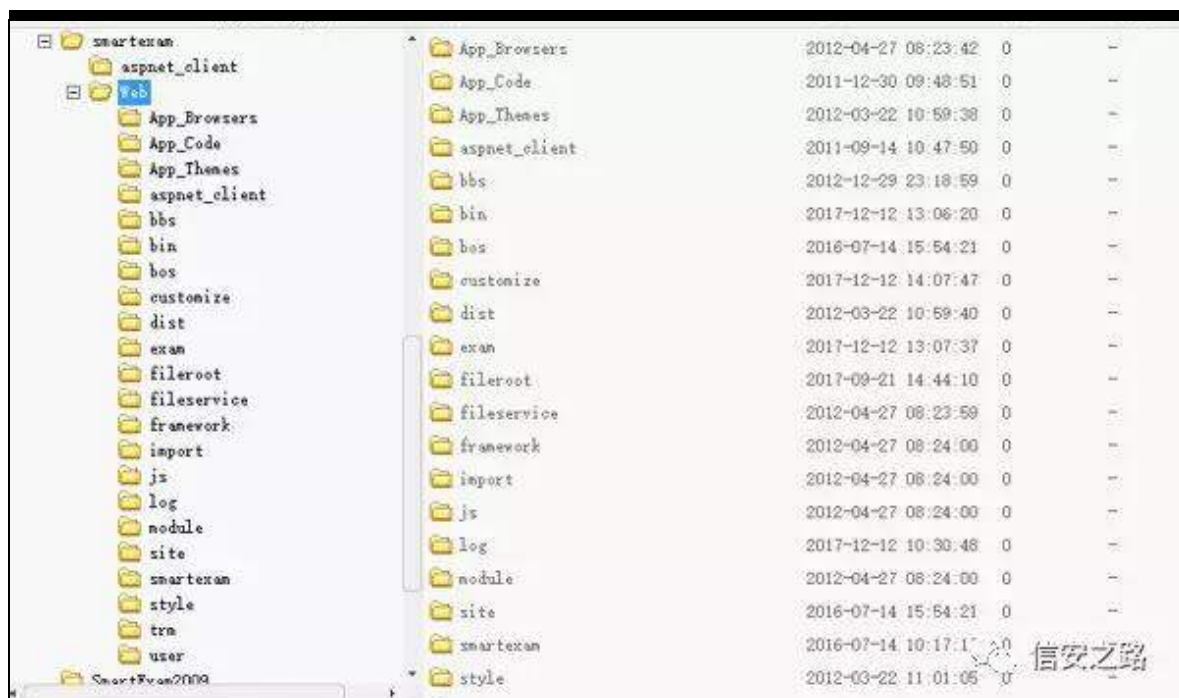 smartexam
aspnet_client
Web
App_Browsers
App_Code
App_Themes
aspnet_client
bbs
bin
bos
customize
dist
exam
fileroot
fileservice
framework
import
js
log
module
site
smartexam
style
trm
user
SmartExam2009
App_Browsers 2012-04-27 08:23:42 0 -
App_Code 2011-12-30 09:48:51 0 -
App_Themes 2012-03-22 10:59:38 0 -
aspnet_client 2011-09-14 10:47:50 0 -
bbs 2012-12-29 23:18:59 0 -
bin 2017-12-12 13:06:20 0 -
bos 2016-07-14 15:54:21 0 -
customize 2017-12-12 14:07:47 0 -
dist 2012-03-22 10:59:40 0 -
exam 2017-12-12 13:07:37 0 -
fileroot 2017-09-21 14:44:10 0 -
fileservice 2012-04-27 08:23:59 0 -
framework 2012-04-27 08:24:00 0 -
import 2012-04-27 08:24:00 0 -
js 2012-04-27 08:24:00 0 -
log 2017-12-12 10:30:48 0 -
module 2012-04-27 08:24:00 0 -
site 2016-07-14 15:54:21 0 -
smartexam 2016-07-14 0 -
style 2012-03-22 11:01:05 0 -
信安之路